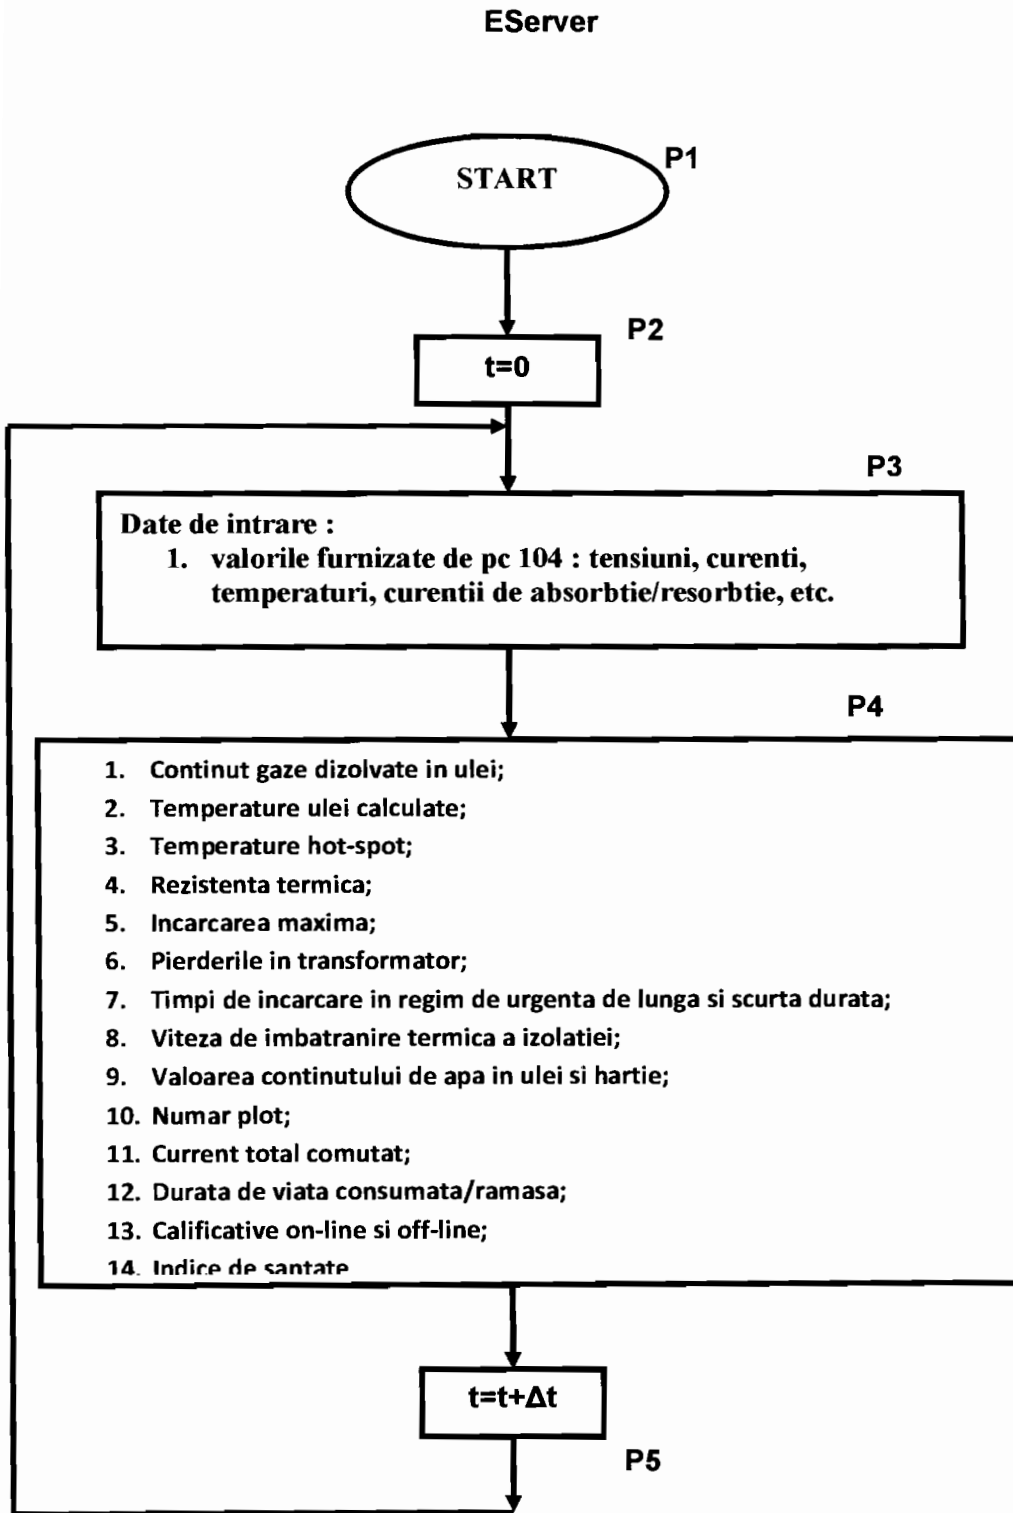 EServer
START
P1
P2
t=0
P3
Date de intrare :
1. valorile furnizate de pc 104 : tensiuni, curenti,
temperaturi, curentii de absorbtie/resorbtie, etc.
P4
1. Continut gaze dizolvate in ulei;
2. Temperature ulei calculate;
3. Temperature hot-spot;
4. Rezistenta termica;
5. Incarcarea maxima;
6. Pierderile in transformator;
7. Timpi de incarcare in regim de urgenta de lunga si scurta durata;
8. Viteza de imbatranire termica a izolatiei;
9. Valoarea continutului de apa in ulei si hartie;
10. Numar plot;
11. Current total comutat;
12. Durata de viata consumata/ramasa;
13. Calificative on-line si off-line;
14. Indice de santate
t=t+Δt
P5